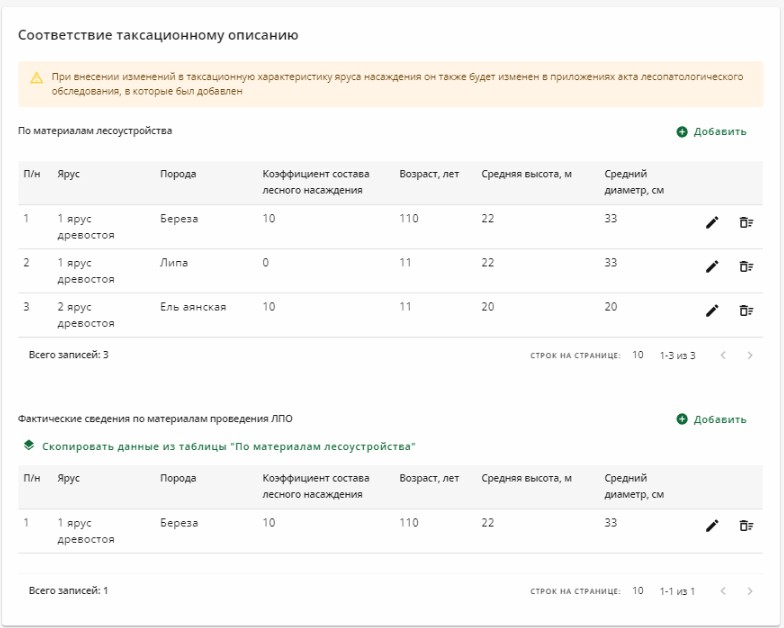 Соответствие таксационному описанию
При внесении изменений в таксационную характеристику яруса насаждения он также будет изменен в приложениях акта лесопатологического
обследования, в которые был добавлен
По материалам лесоустройства
Добавить
П/н Ярус Порода Коэффициент состава лесного насаждения Возраст, лет Средняя высота, м Средний диаметр, см
1 1 ярус древостоя Береза 10 110 22 33
2 1 ярус древостоя Липа 0 11 22 33
3 2 ярус древостоя Ель аянская 10 11 20 20
Всего записей: 3 СТРОК НА СТРАНИЦЕ: 10 1-3 из 3
Фактические сведения по материалам проведения ЛПО
Добавить
Скопировать данные из таблицы "По материалам лесоустройства"
П/н Ярус Порода Коэффициент состава лесного насаждения Возраст, лет Средняя высота, м Средний диаметр, см
1 1 ярус древостоя Береза 10 110 22 33
Всего записей: 1 СТРОК НА СТРАНИЦЕ: 10 1-1 из 1